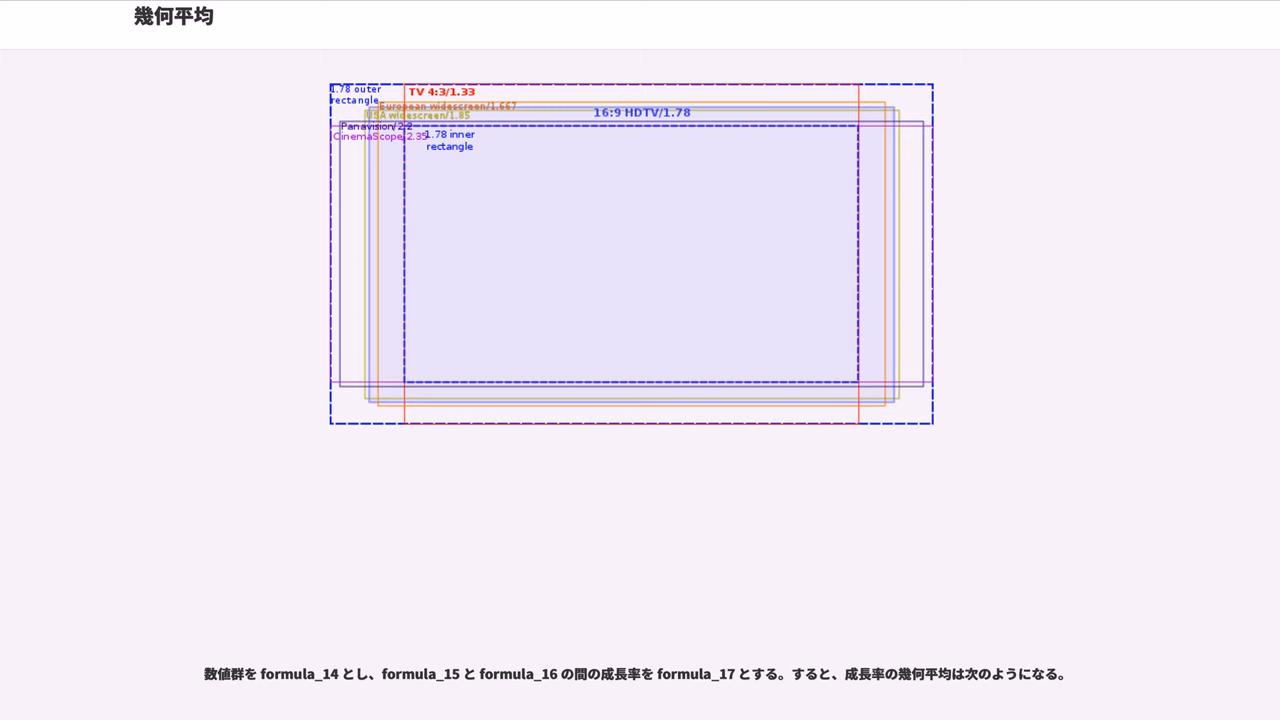 幾何平均
1.78 outer
rectangle
TV 4:3/1.33
European widescreen/1.667
USA widescreen/1.85
16:9 HDTV/1.78
Panavision/2.2
CinemaScope/2.35
1.78 inner
rectangle
数値群を formula_14 とし、formula_15 と formula_16 の間の成長率を formula_17 とする。すると、成長率の幾何平均は次のようになる。